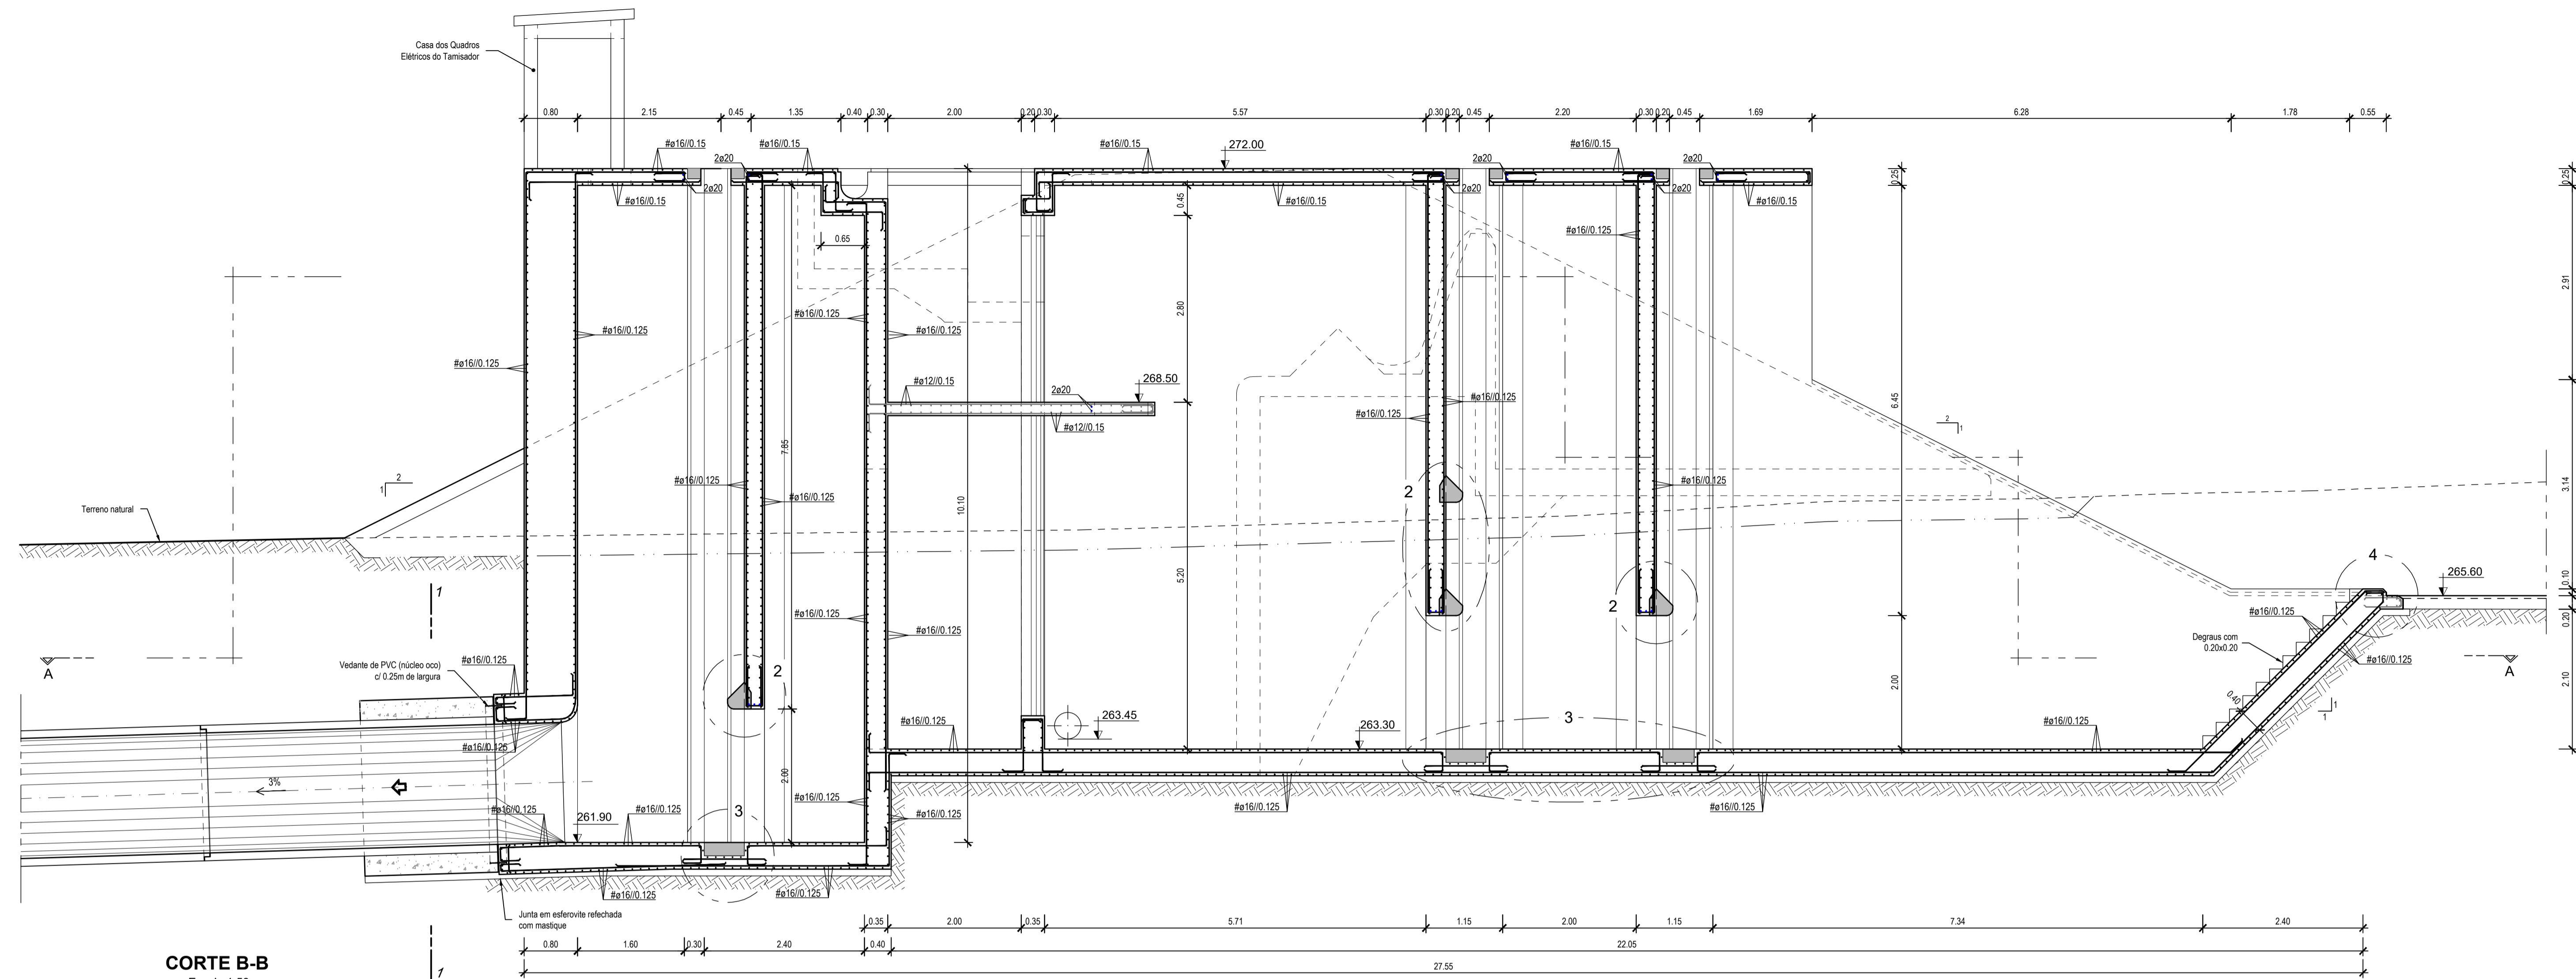 Casa dos Quadros
Elétricos do Tamisador
0.80 2.15 0.45 1.35 0.40 0.30 2.00 0.20 0.30 5.57 0.30 0.20 0.45 2.20 0.30 0.20 0.45 1.69 6.28 1.78 0.55
#ø16//0.15 #ø16//0.15 #ø16//0.15 272.00 #ø16//0.15
2ø20 2ø20 2ø20
2ø20 2ø20 2ø20
#ø16//0.15 #ø16//0.15 #ø16//0.15
0.25 0.25
0.45
0.65
#ø16//0.15
2.91
2.80
#ø16//0.125
#ø16//0.125 #ø16//0.125
#ø16//0.125
268.50
#ø12//0.15 2ø20
#ø16//0.125
#ø16//0.125
6.45
#ø12//0.15
2
1
7.85
2
1
#ø16//0.125 #ø16//0.125
#ø16//0.125
2
3.14
10.10
Terreno natural
5.20
4
265.60
0.10
1
2
#ø16//0.125
#ø16//0.125
0.20
#ø16//0.125
Degraus com
0.20x0.20
A
Vedante de PVC (núcleo oco)
c/ 0.25m de largura
#ø16//0.125
#ø16//0.125
A
2
2.00
2.10
0.40
1
1
263.45
3
263.30
#ø16//0.125
#ø16//0.125
#ø16//0.125
3%
2.00
#ø16//0.125
#ø16//0.125 #ø16//0.125
#ø16//0.125
#ø16//0.125 #ø16//0.125
261.90
3
#ø16//0.125 #ø16//0.125
Junta em esferovite refechada
com mastique
0.35 2.00 0.35 5.71 1.15 2.00 1.15 7.34 2.40
0.80 1.60 0.30 2.40 0.40 22.05
CORTE B-B
27.55
1